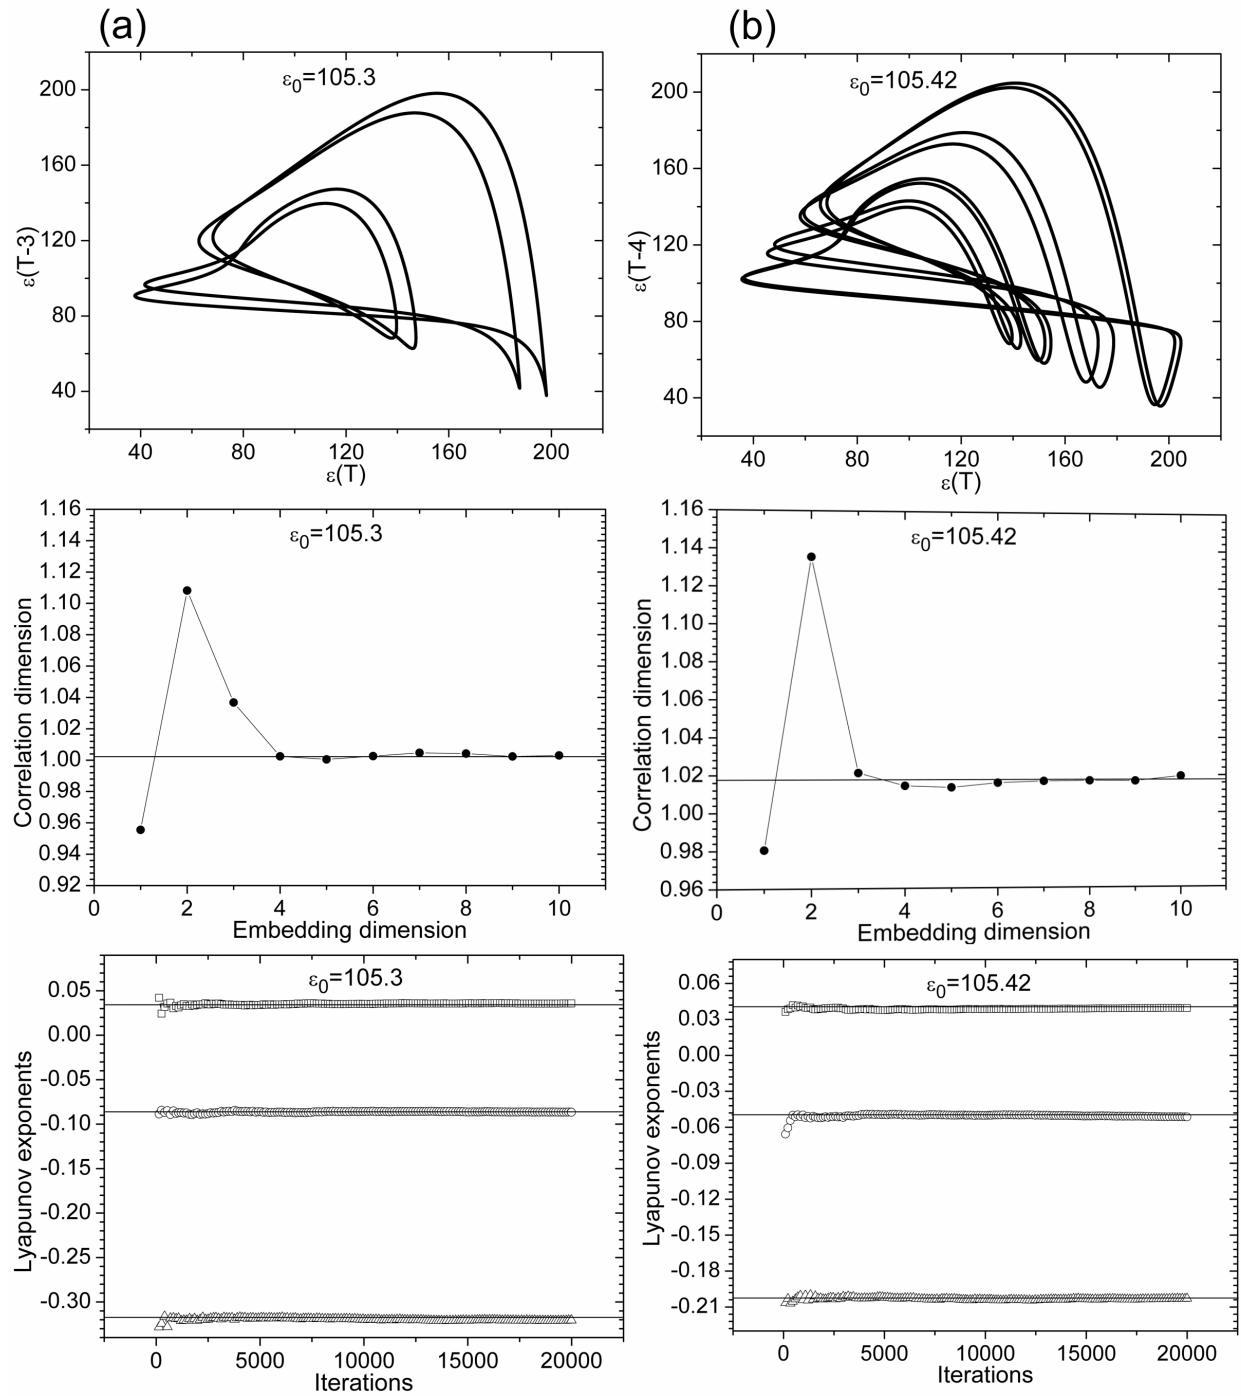 (a)
ε0=105.3
200
160
120
80
40
ε(T-3)
40 80 120 160 200
ε(T)
(b)
ε0=105.42
200
160
120
80
40
ε(T-4)
40 80 120 160 200
ε(T)
ε0=105.3
1.16
1.14
1.12
1.10
1.08
1.06
1.04
1.02
1.00
0.98
0.96
0.94
0.92
Correlation dimension
0 2 4 6 8 10
Embedding dimension
ε0=105.42
1.16
1.14
1.12
1.10
1.08
1.06
1.04
1.02
1.00
0.98
0.96
Correlation dimension
0 2 4 6 8 10
Embedding dimension
ε0=105.3
0.05
0.00
-0.05
-0.10
-0.15
-0.20
-0.25
-0.30
Lyapunov exponents
0 5000 10000 15000 20000
Iterations
ε0=105.42
0.06
0.03
0.00
-0.03
-0.06
-0.09
-0.12
-0.15
-0.18
-0.21
Lyapunov exponents
0 5000 10000 15000 20000
Iterations